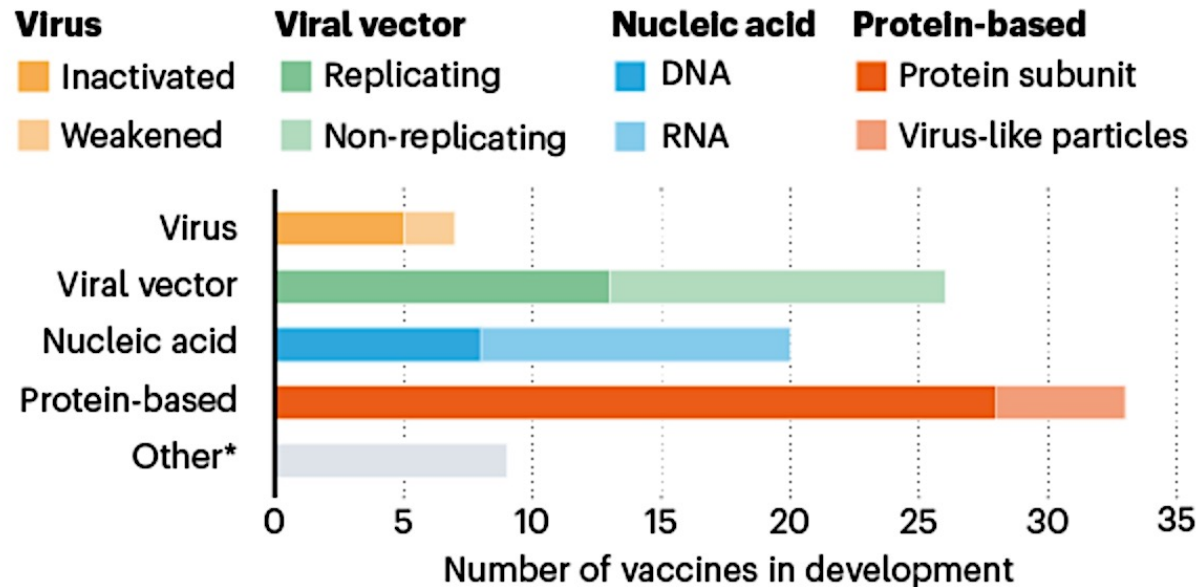 Virus
Viral vector
Nucleic acid
Protein-based
Inactivated
Replicating
DNA
Protein subunit
Weakened
Non-replicating
RNA
Virus-like particles
Virus
Viral vector
Nucleic acid
Protein-based
Other*
0 5 10 15 20 25 30 35
Number of vaccines in development